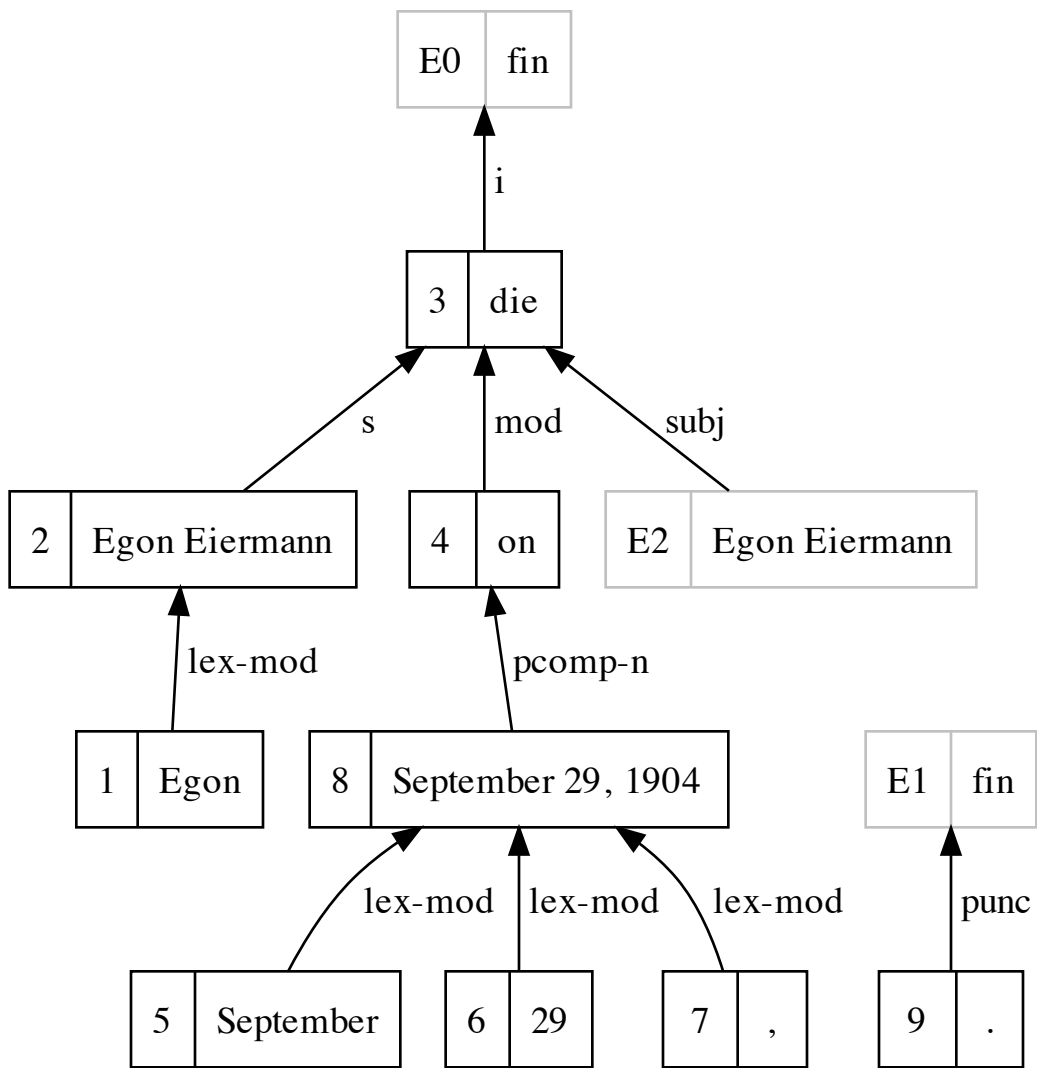 E0 fin
i
3 die
s mod subj
2 Egon Eiermann 4 on E2 Egon Eiermann
lex-mod pcomp-n
1 Egon 8 September 29, 1904 E1 fin
lex-mod lex-mod lex-mod punc
5 September 6 29 7 , 9 .